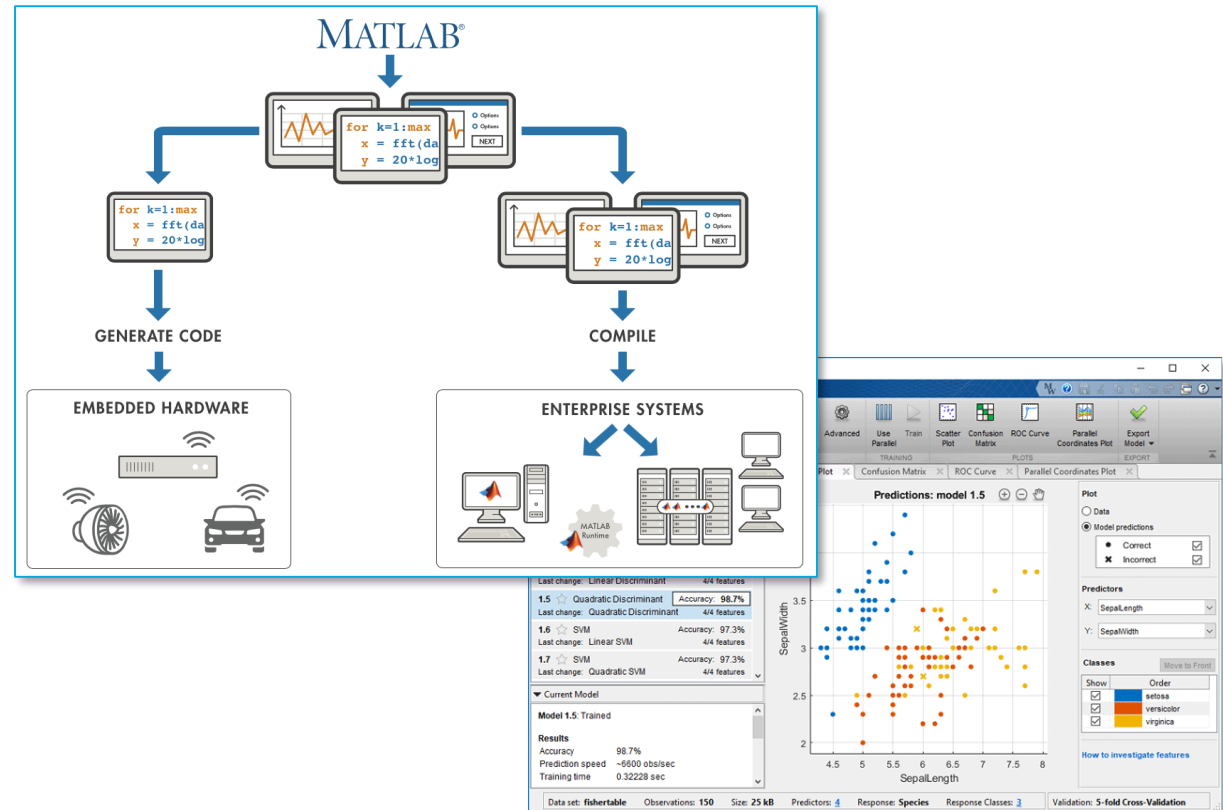 MATLAB®
Options
Options
NEXT
for k=1:max
x = fft(da
y = 20*log
for k=1:max
x = fft(da
y = 20*log
Options
Options
NEXT
for k=1:max
x = fft(da
y = 20*log
GENERATE CODE
COMPILE
EMBEDDED HARDWARE
ENTERPRISE SYSTEMS
MATLAB
Runtime
Advanced
Use
Parallel
Train
Scatter
Plot
Confusion
Matrix
ROC Curve
Parallel
Coordinates Plot
Export
Model
TRAINING
PLOTS
EXPORT
Plot
Confusion Matrix
ROC Curve
Parallel Coordinates Plot
Last change: Linear Discriminant 4/4 features
1.5 Quadratic Discriminant Accuracy: 98.7%
Last change: Quadratic Discriminant 4/4 features
1.6 SVM Accuracy: 97.3%
Last change: Linear SVM 4/4 features
1.7 SVM Accuracy: 97.3%
Last change: Quadratic SVM 4/4 features
Current Model
Model 1.5: Trained
Results
Accuracy 98.7%
Prediction speed ~6600 obs/sec
Training time 0.32228 sec
Predictions: model 1.5
SepalWidth
3.5
3
2.5
2
4.5 5 5.5 6 6.5 7 7.5 8
SepalLength
Plot
Data
Model predictions
Correct
Incorrect
Predictors
X: SepalLength
Y: SepalWidth
Classes
Move to Front
Show Order
setosa
versicolor
virginica
How to investigate features
Data set: fishertable Observations: 150 Size: 25 kB Predictors: 4 Response: Species Response Classes: 3 Validation: 5-fold Cross-Validation